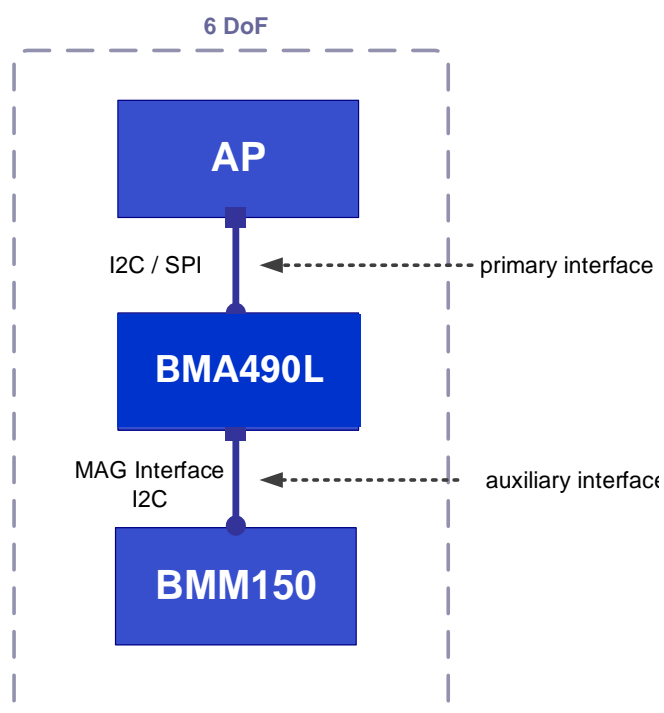 6 DoF
AP
I2C / SPI
primary interface
BMA490L
MAG Interface
I2C
auxiliary interface
BMM150